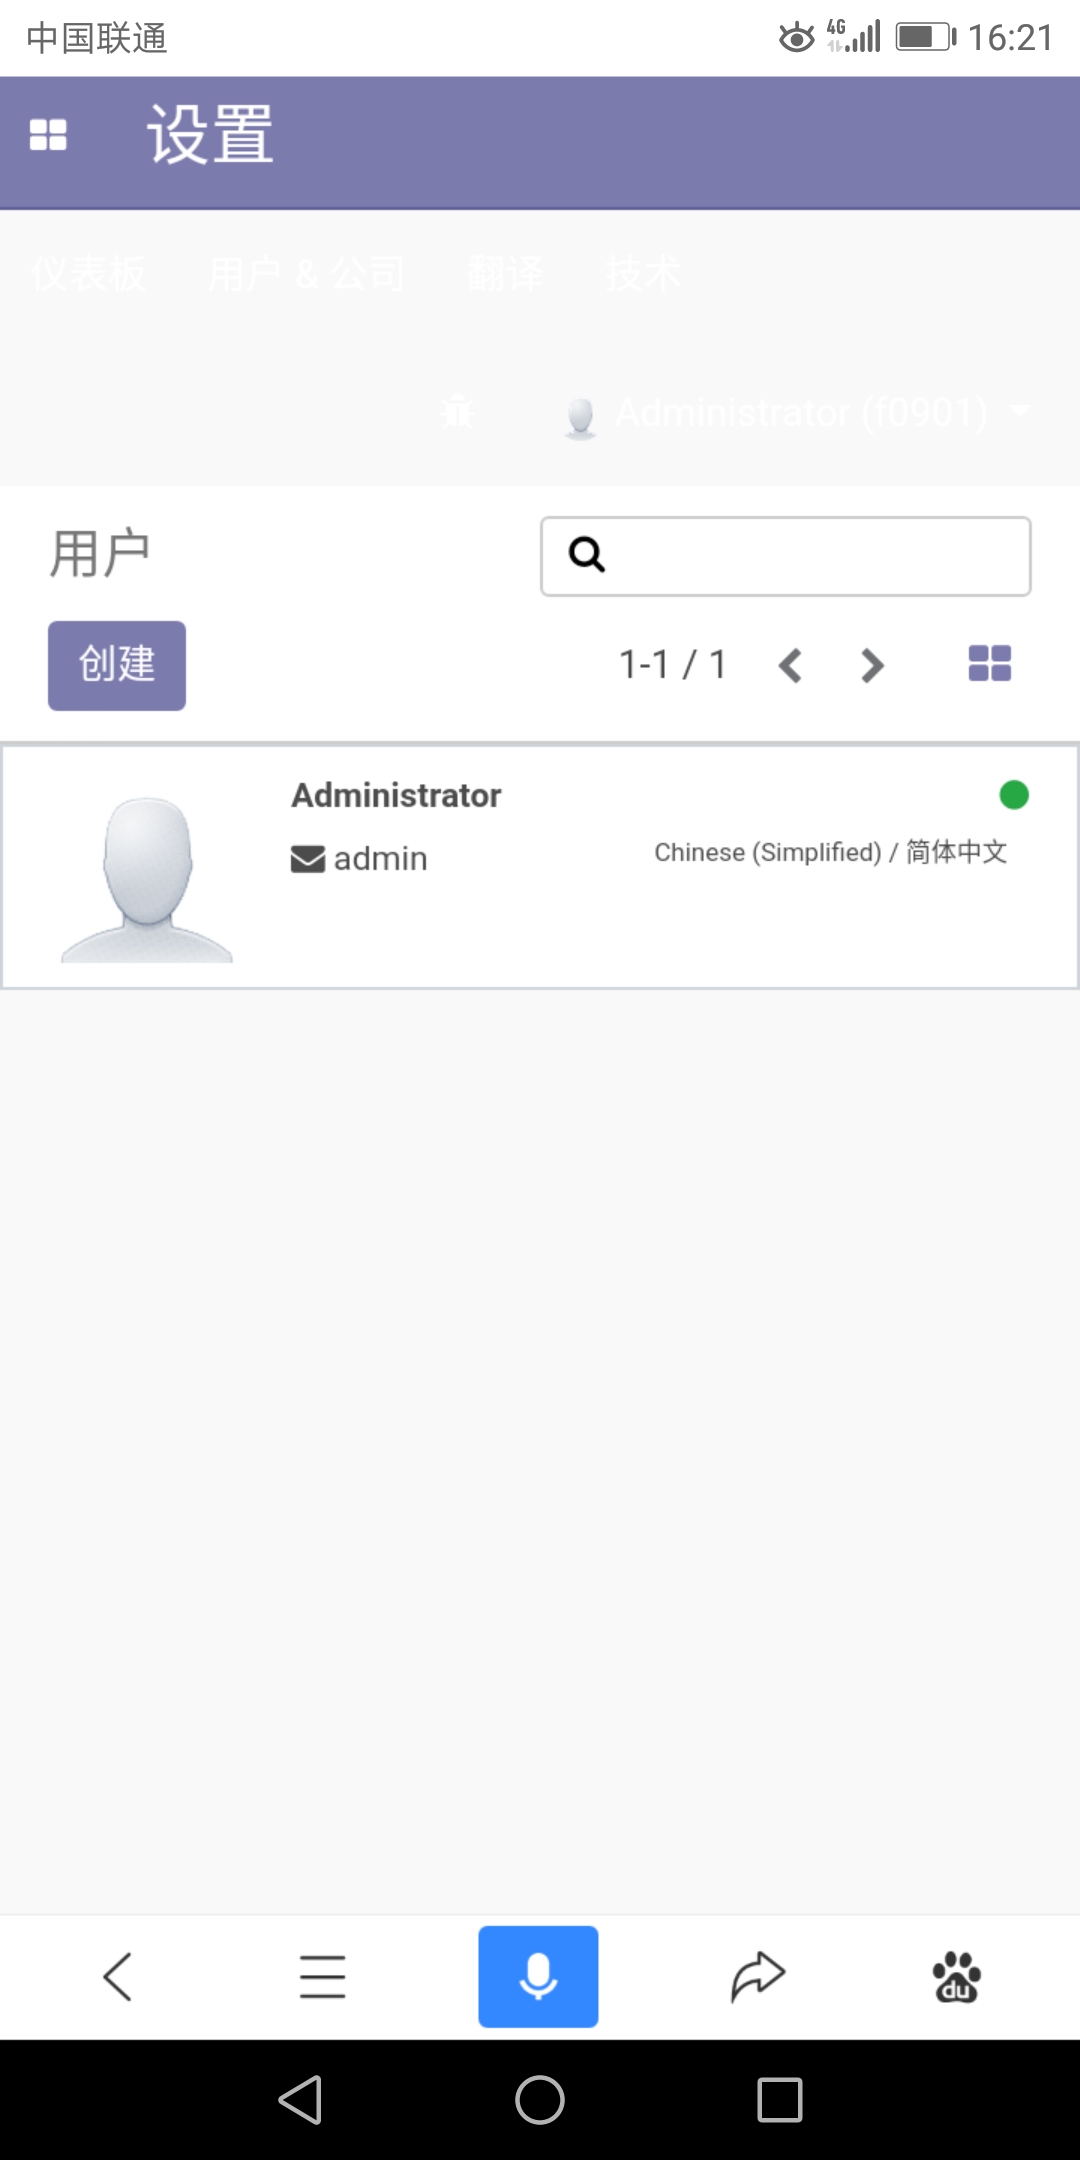 中国联通 4G 16:21
设置
仪表板 用户 & 公司 翻译 技术
Administrator (f0901)
用户
创建 1-1 / 1
Administrator
admin Chinese (Simplified) / 简体中文
du